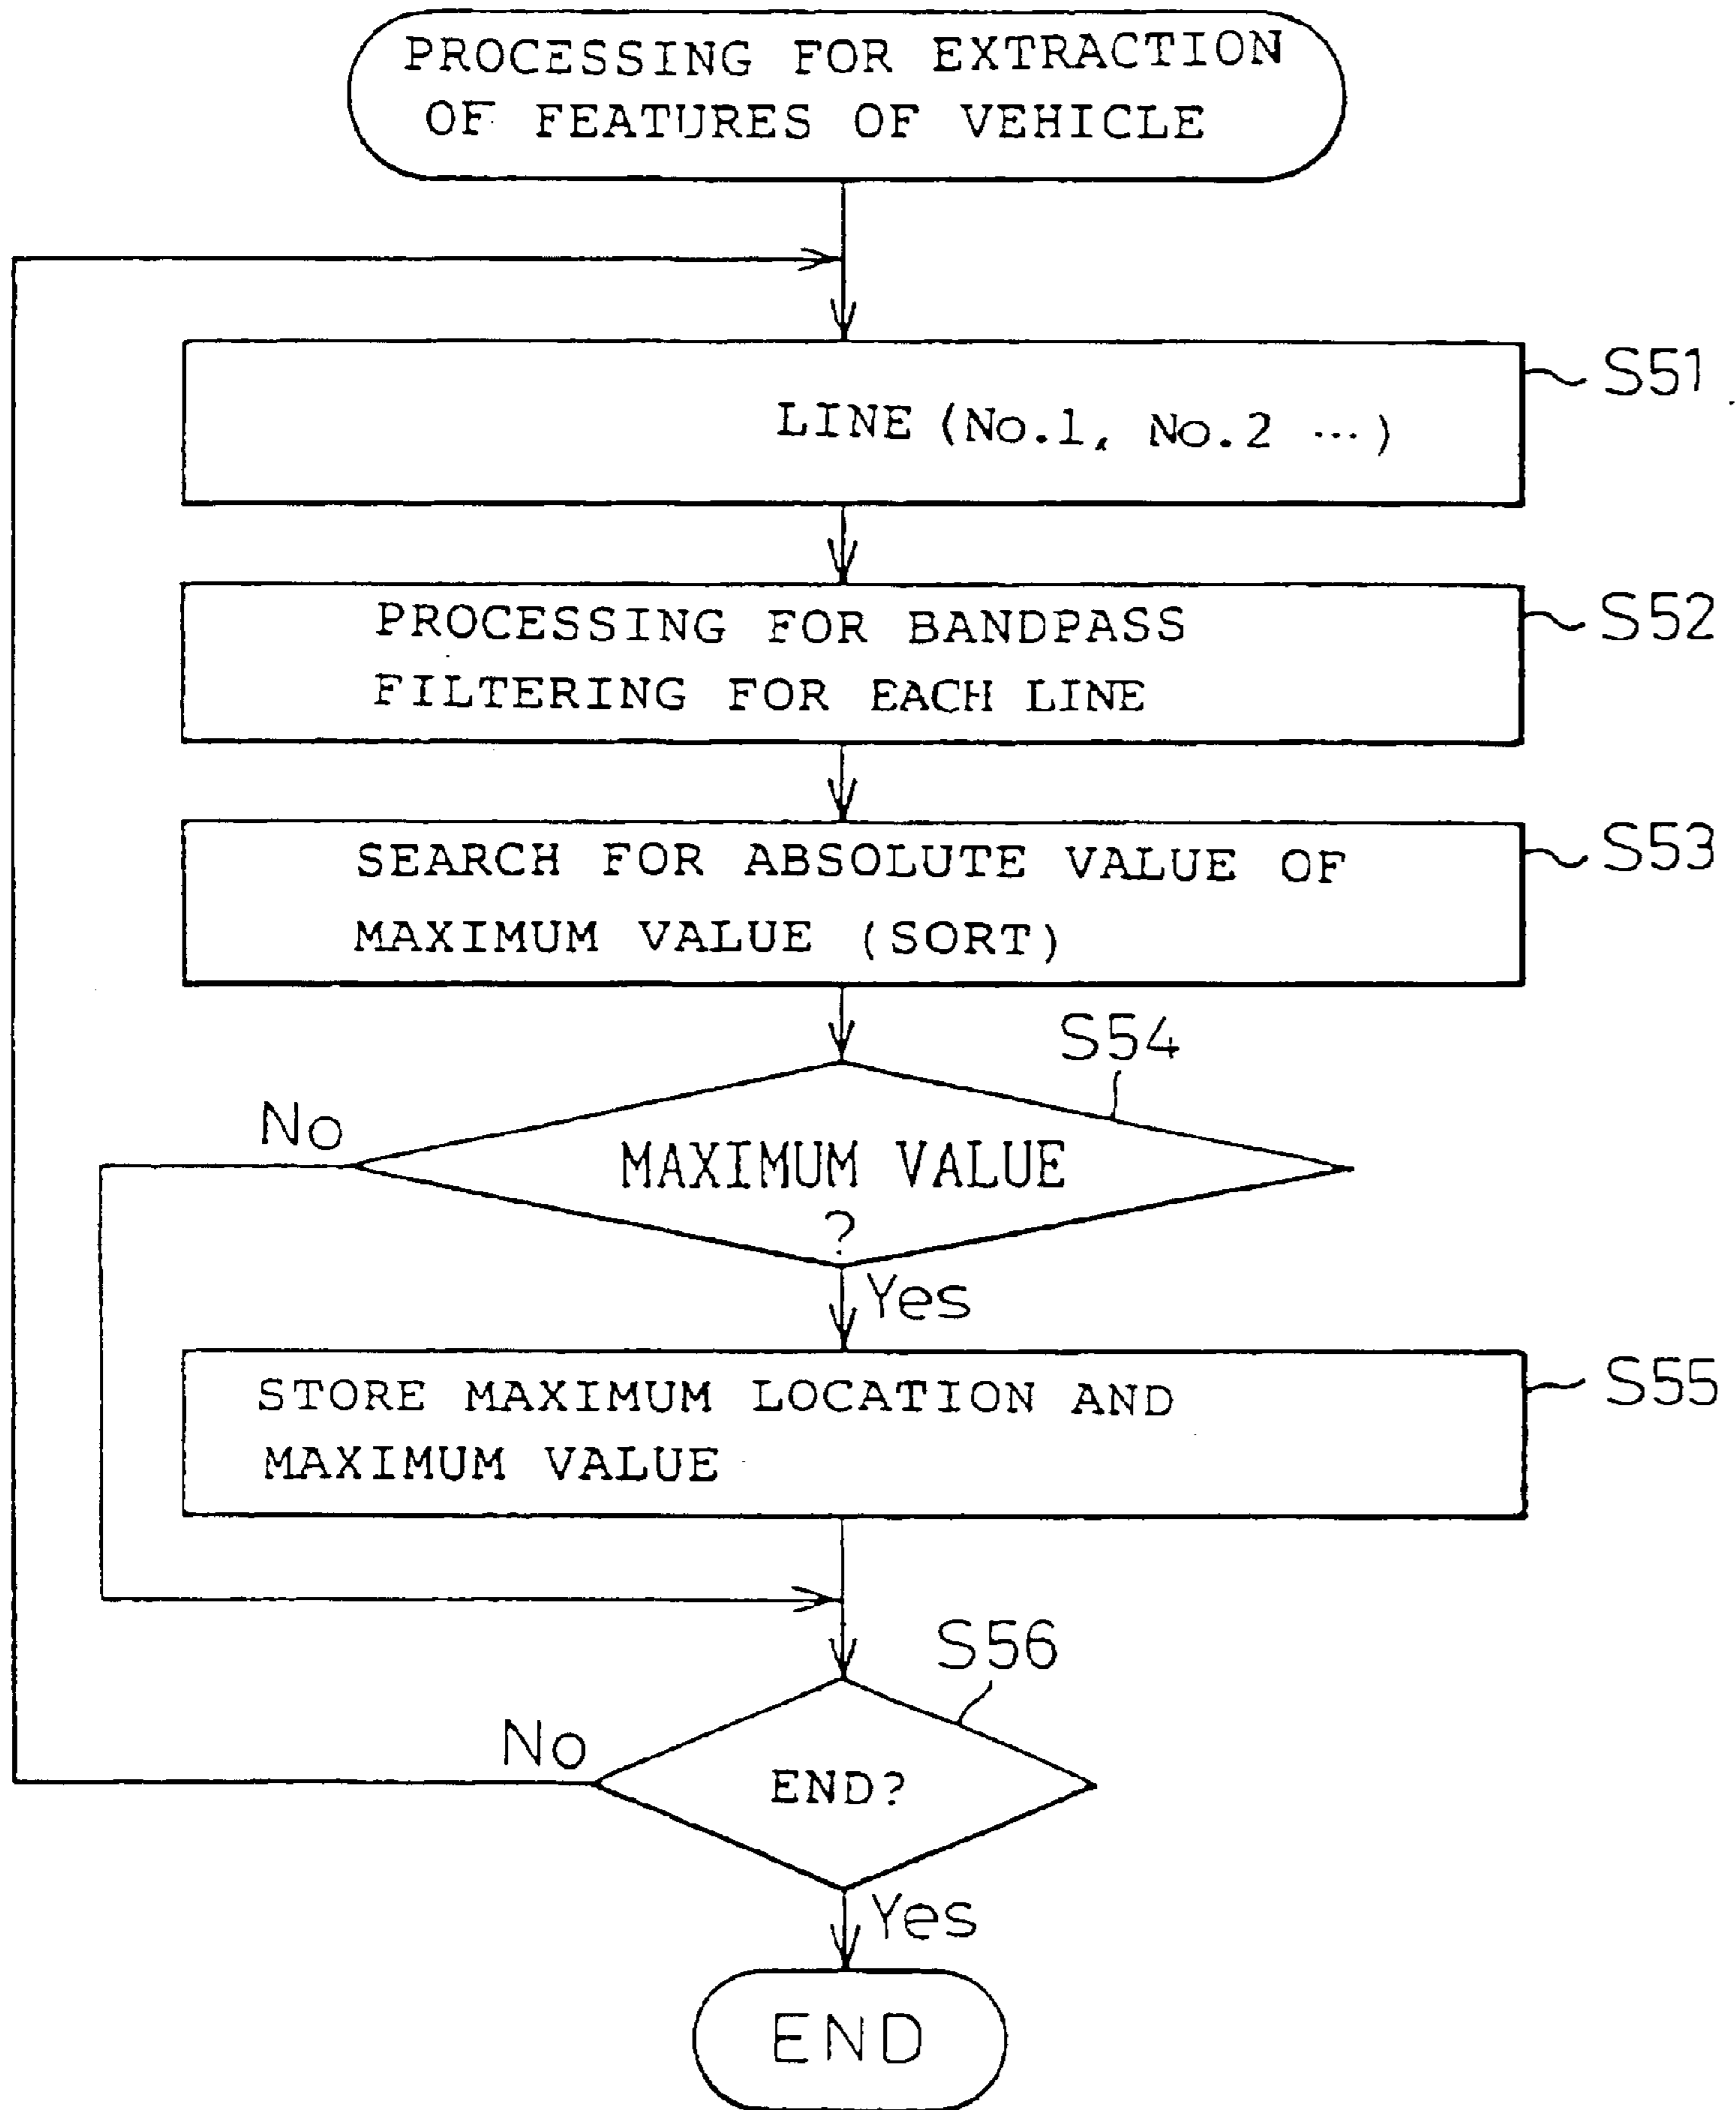 PROCESSING FOR EXTRACTION
OF FEATURES OF VEHICLE
S51
LINE (No.1, No.2 ...)
S52
PROCESSING FOR BANDPASS
FILTERING FOR EACH LINE
S53
SEARCH FOR ABSOLUTE VALUE OF
MAXIMUM VALUE (SORT)
S54
No
MAXIMUM VALUE
?
Yes
S55
STORE MAXIMUM LOCATION AND
MAXIMUM VALUE
S56
No
END?
Yes
END